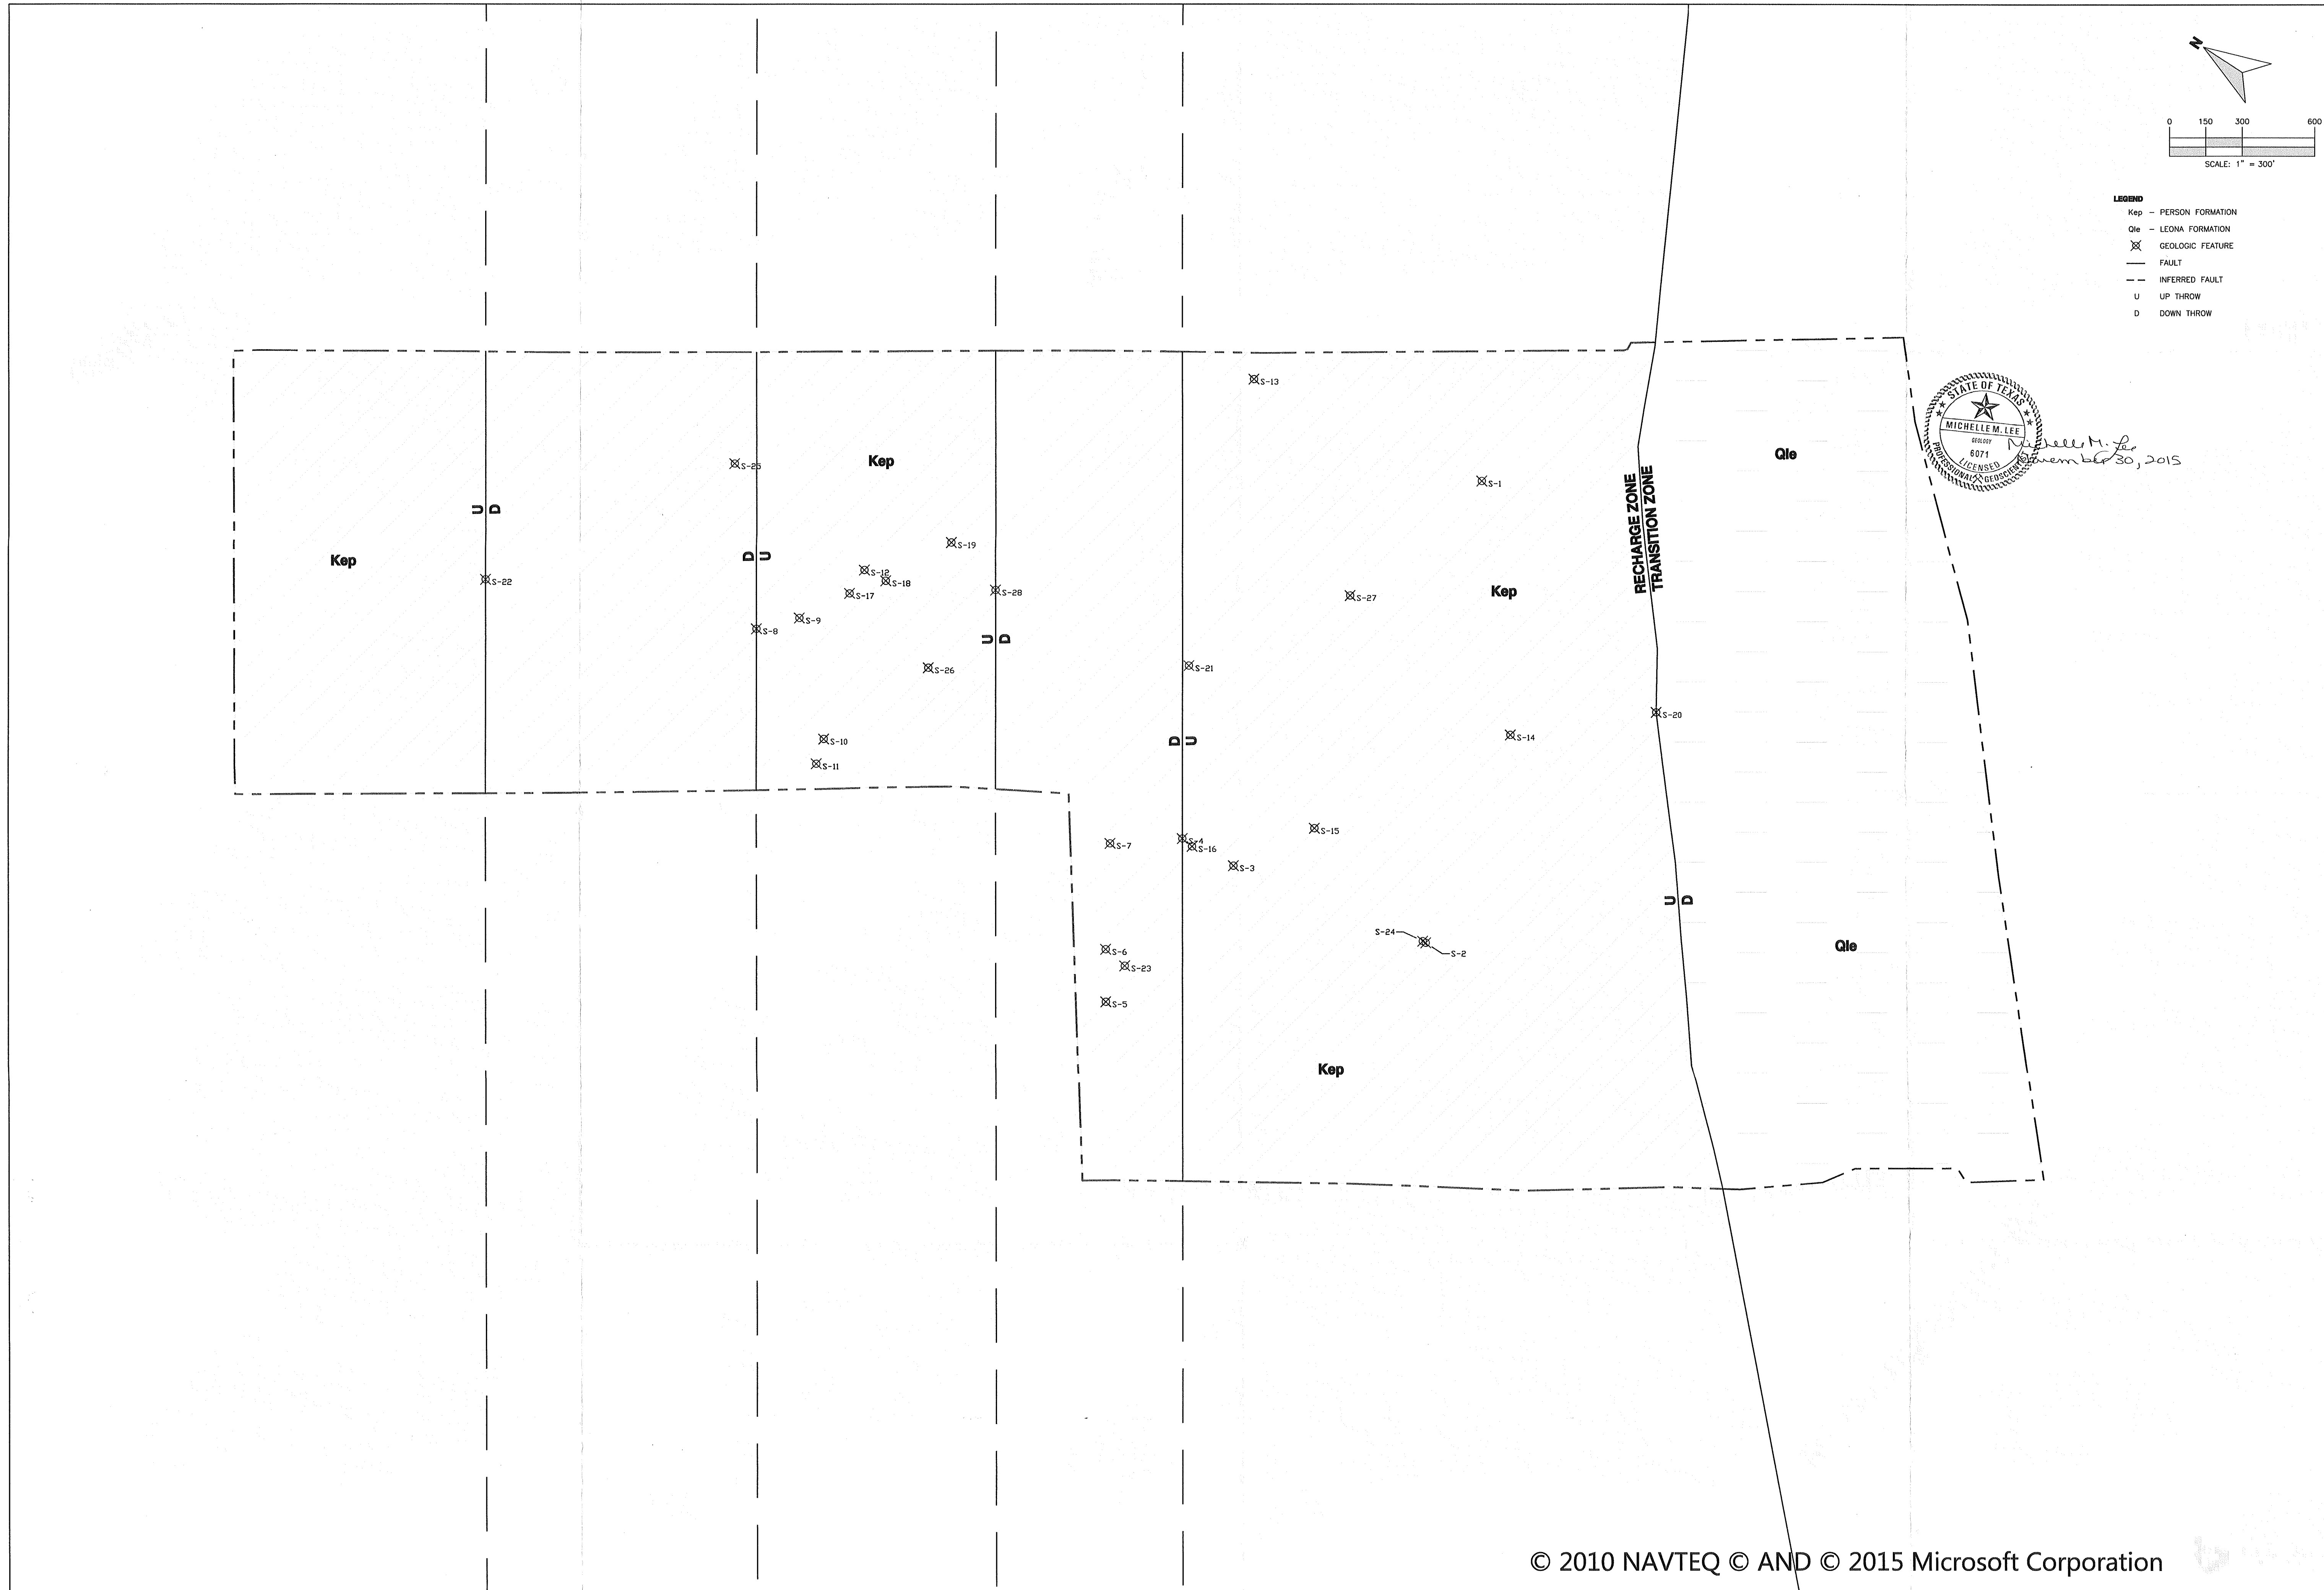 N
0 150 300 600
SCALE: 1" = 300'
LEGEND
Kep - PERSON FORMATION
Qle - LEONA FORMATION
GEOLOGIC FEATURE
FAULT
INFERRED FAULT
U UP THROW
D DOWN THROW
STATE OF TEXAS
MICHELLE M. LEE
GEOLOGY
6071
LICENSED
PROFESSIONAL GEOSCIENTIST
Michelle M. Lee
November 30, 2015
S-13
S-25
Kep
Qle
S-1
RECHARGE ZONE
TRANSITION ZONE
U D
S-19
D U
Kep
S-12
S-22
S-18
S-17
S-28
S-27
Kep
S-9
S-8
U D
S-26
S-21
S-20
S-14
S-10
D U
S-11
S-15
S-4
S-7
S-16
S-3
U D
S-24
S-2
Qle
S-6
S-23
S-5
Kep
© 2010 NAVTEQ © AND © 2015 Microsoft Corporation